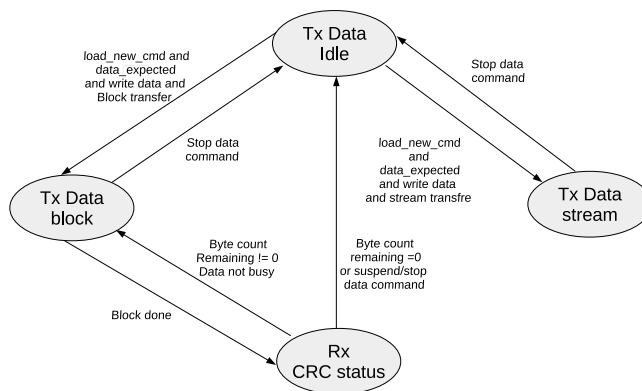 Tx Data
Idle
load_new_cmd and
data_expected
and write data and
Block transfer
Stop data
command
Stop data
command
load_new_cmd
and
data_expected
and write data
and stream transfre
Tx Data
block
Tx Data
stream
Byte count
Remaining != 0
Data not busy
Byte count
remaining =0
or suspend/stop
data command
Block done
Rx
CRC status